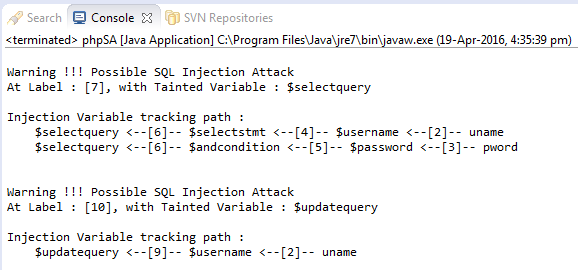 Search Console SVN Repositories
<terminated> phpSA [Java Application] C:\Program Files\Java\jre7\bin\javaw.exe (19-Apr-2016, 4:35:39 pm)
Warning !!! Possible SQL Injection Attack
At Label : [7], with Tainted Variable : $selectquery
Injection Variable tracking path :
$selectquery <--[6]-- $selectstmt <--[4]-- $username <--[2]-- uname
$selectquery <--[6]-- $andcondition <--[5]-- $password <--[3]-- pword
Warning !!! Possible SQL Injection Attack
At Label : [10], with Tainted Variable : $updatequery
Injection Variable tracking path :
$updatequery <--[9]-- $username <--[2]-- uname